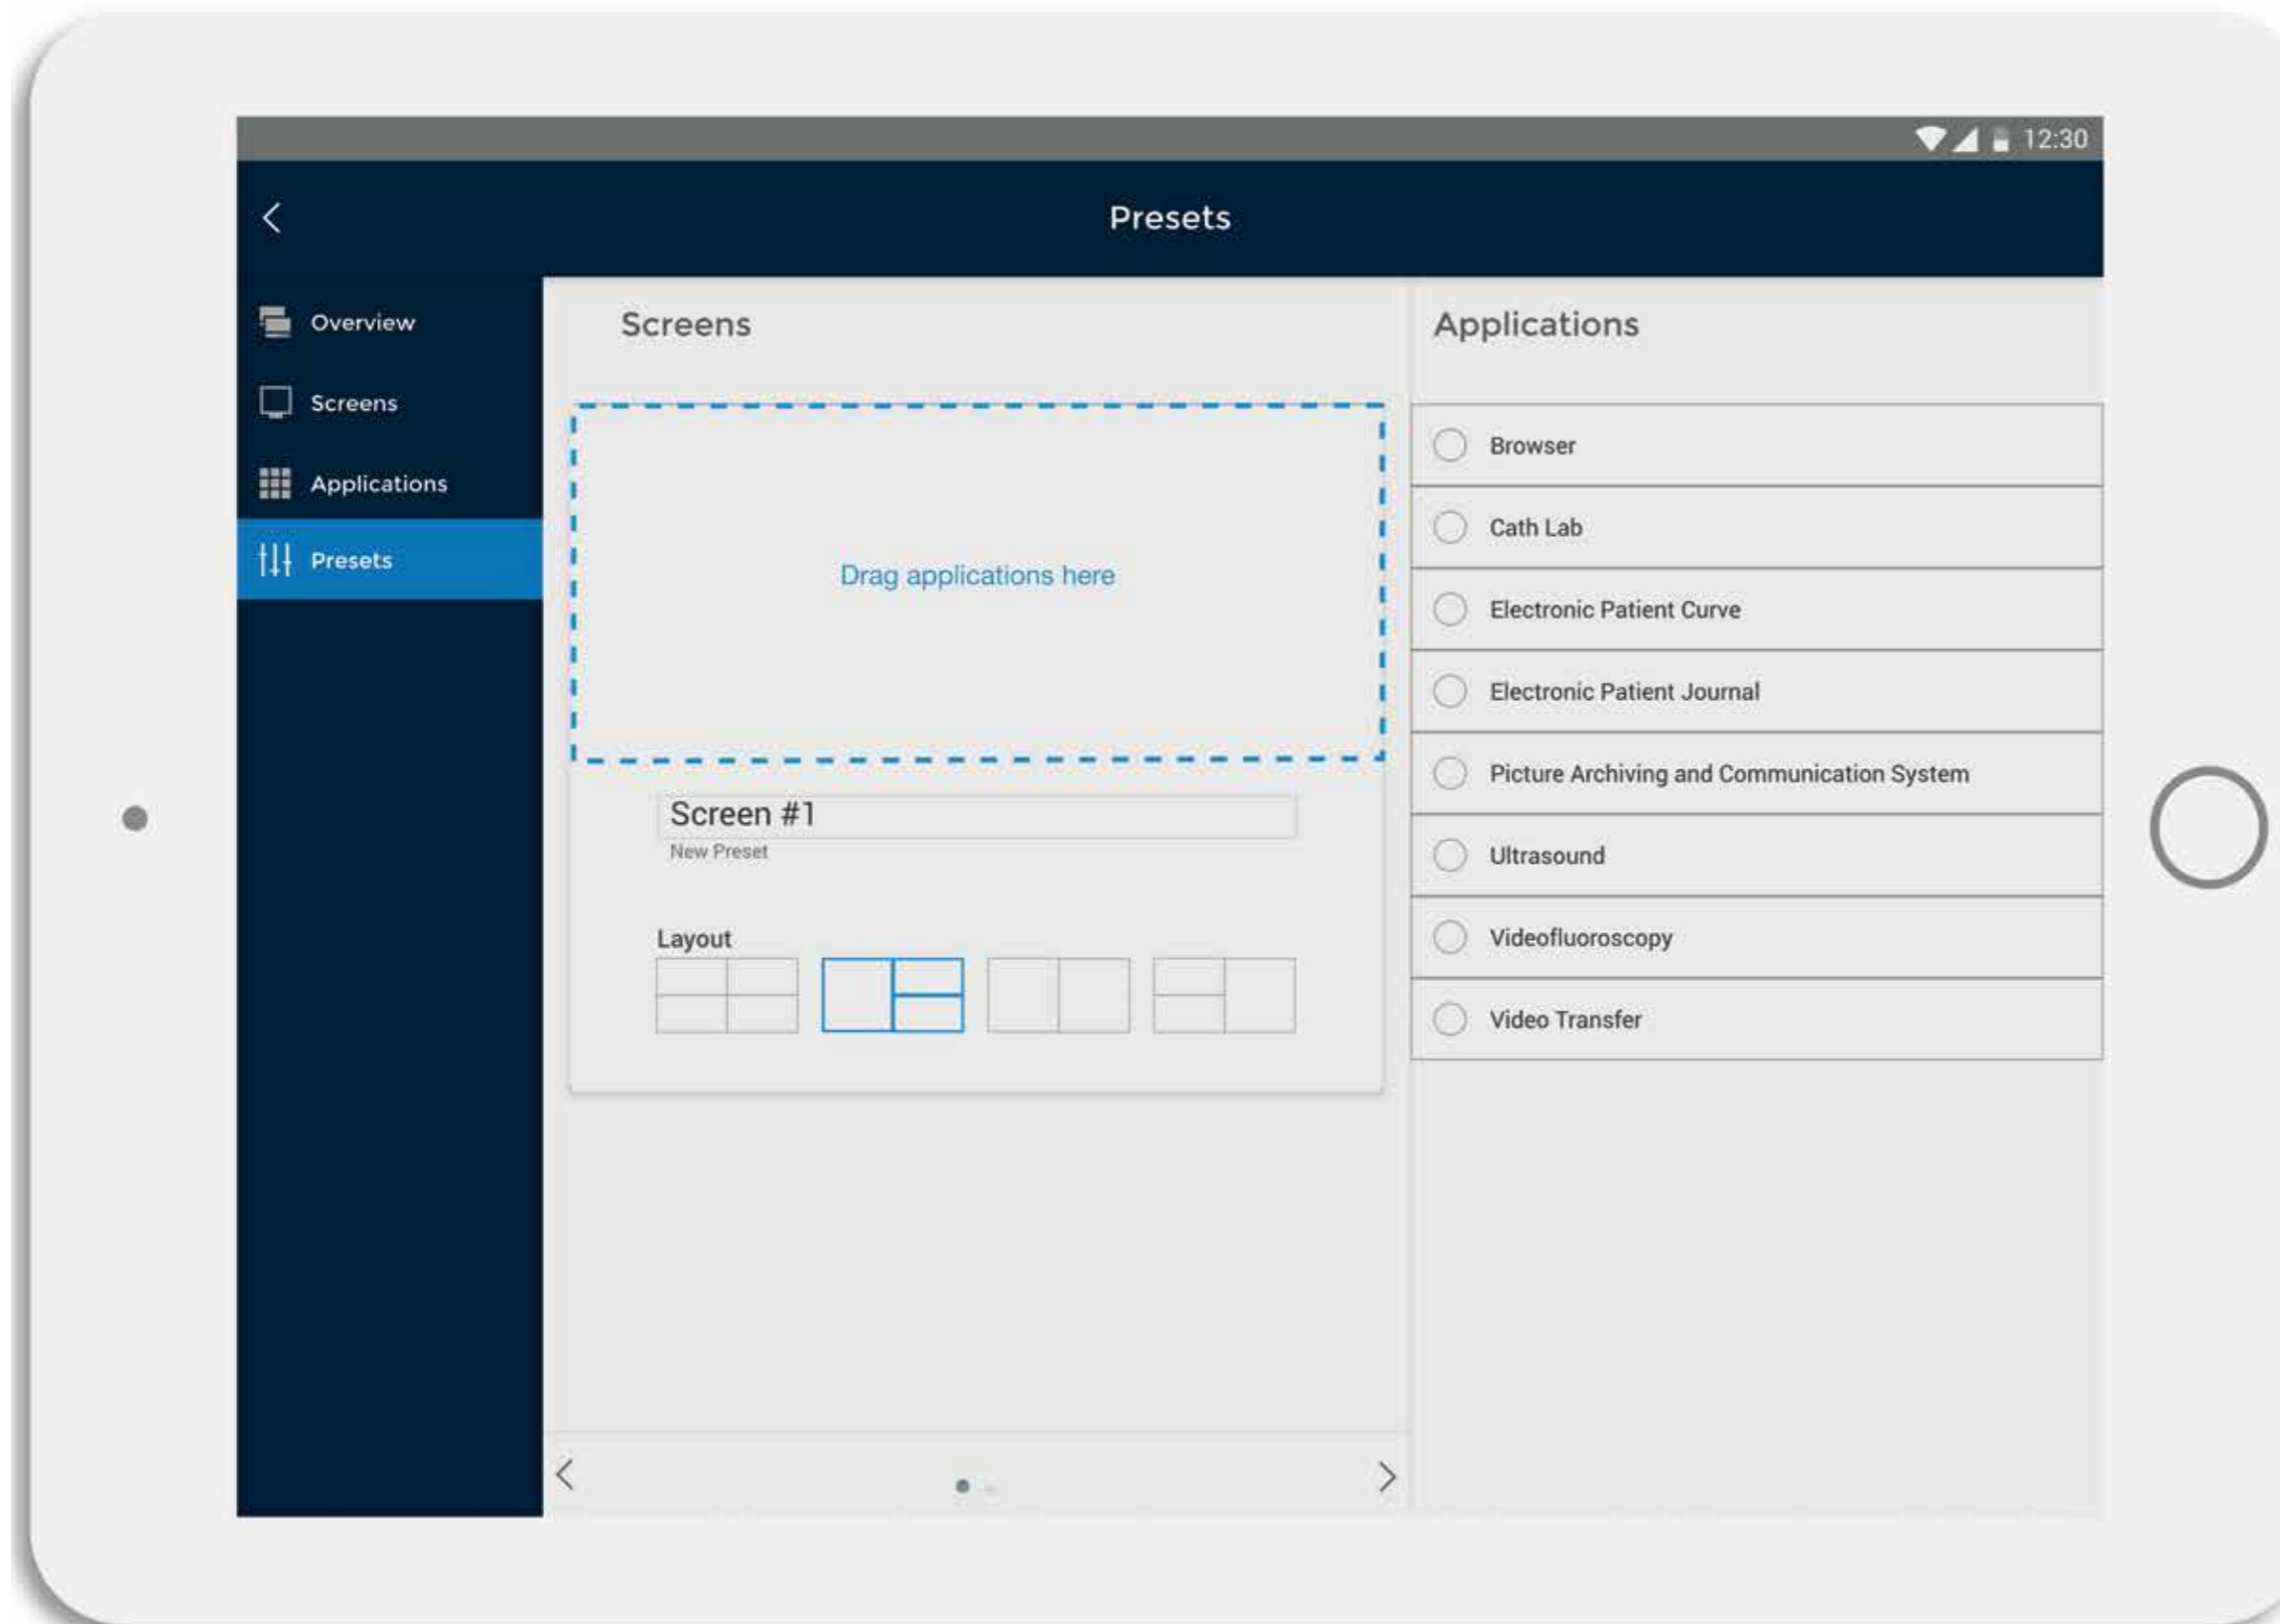 12:30
Presets
Overview
Screens
Applications
Presets
Screens
Drag applications here
Screen #1
New Preset
Layout
Applications
Browser
Cath Lab
Electronic Patient Curve
Electronic Patient Journal
Picture Archiving and Communication System
Ultrasound
Videofluoroscopy
Video Transfer